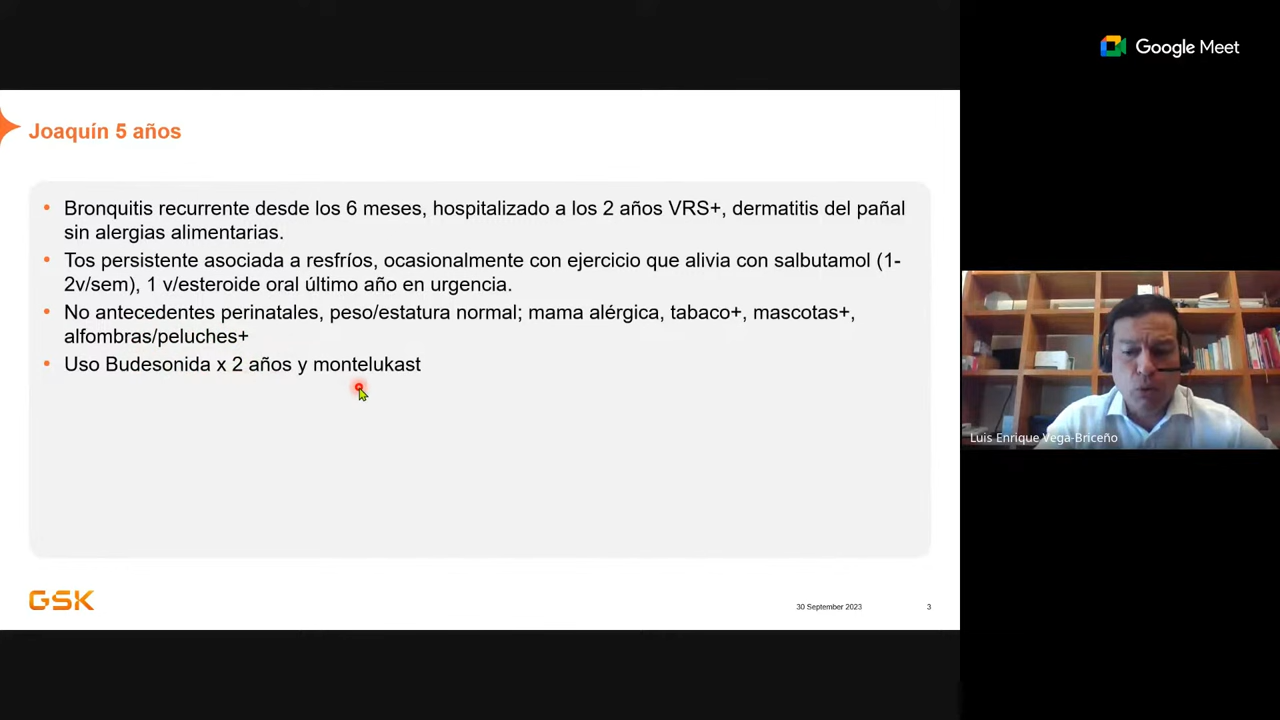 Google Meet
Joaquín 5 años
• Bronquitis recurrente desde los 6 meses, hospitalizado a los 2 años VRS+, dermatitis del pañal
sin alergias alimentarias.
• Tos persistente asociada a resfríos, ocasionalmente con ejercicio que alivia con salbutamol (1-
2v/sem), 1 v/esteroide oral último año en urgencia.
• No antecedentes perinatales, peso/estatura normal; mama alérgica, tabaco+, mascotas+,
alfombras/peluches+
• Uso Budesonida x 2 años y montelukast
Luis Enrique Vega-Briceño
GSK
30 September 2023
3